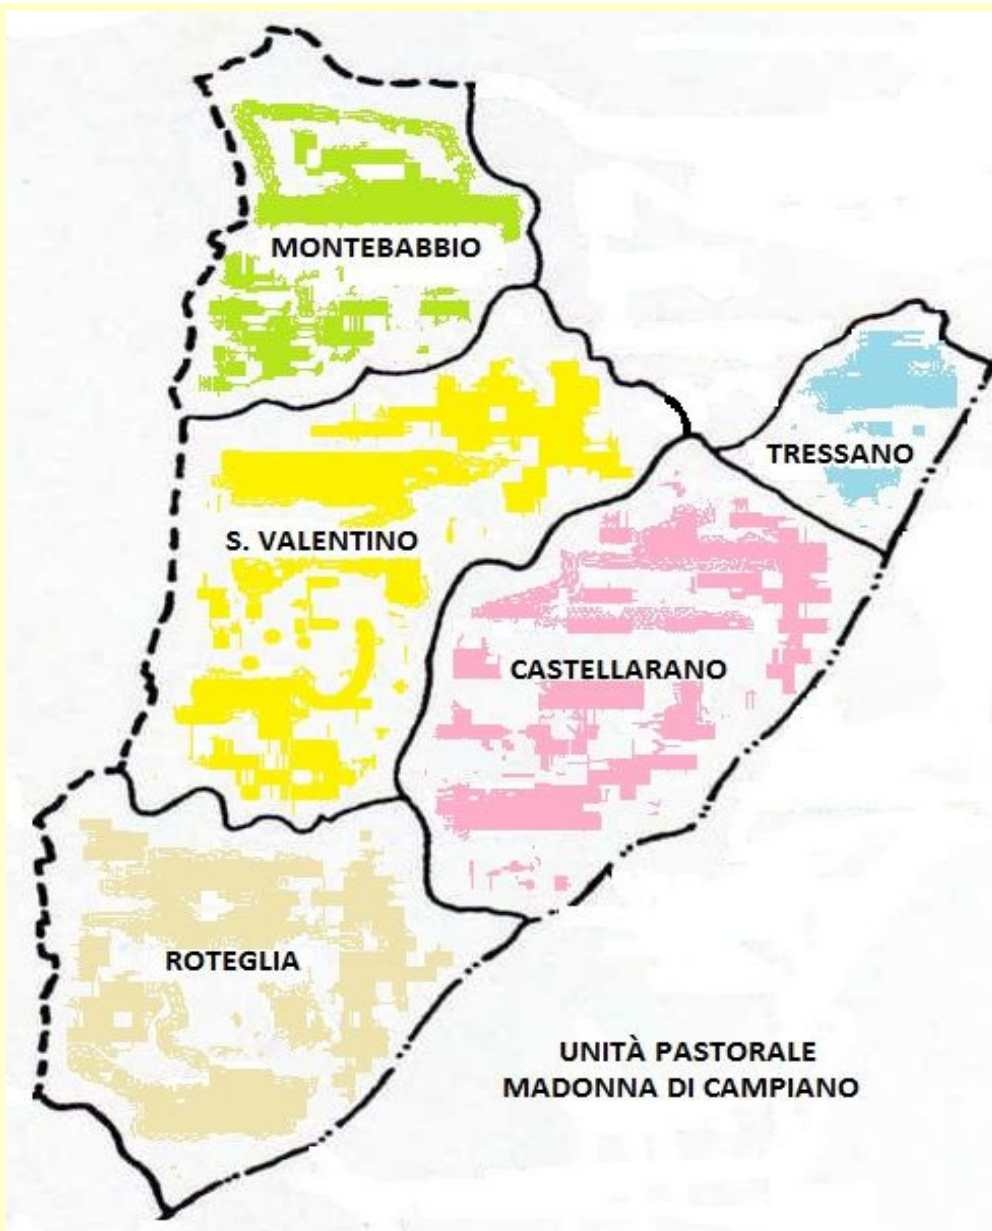 MONTEBABBIO
TRESSANO
S. VALENTINO
CASTELLARANO
ROTEGLIA
UNITÀ PASTORALE
MADONNA DI CAMPIANO